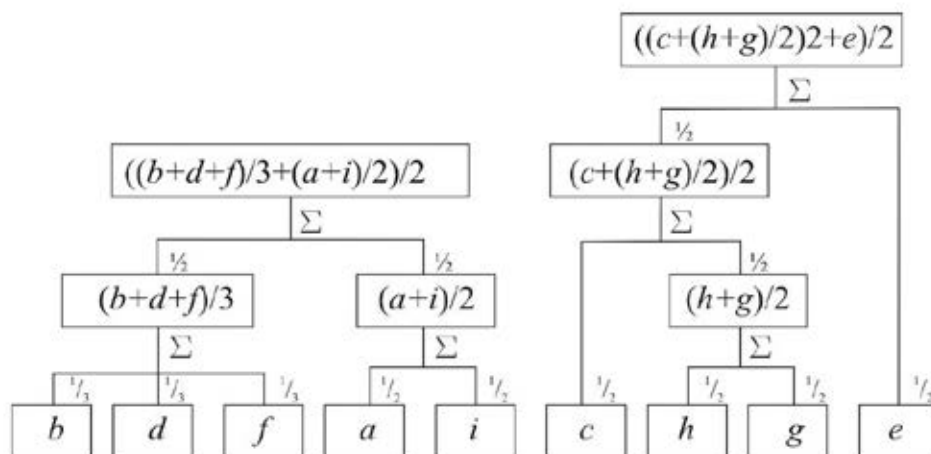 ((c+(h+g)/2)2+e)/2
Σ
½
((b+d+f)/3+(a+i)/2)/2 (c+(h+g)/2)/2
Σ Σ
½ ½ ½
(b+d+f)/3 (a+i)/2 (h+g)/2
Σ Σ Σ
1/3 1/3 1/3 1/2 1/2 1/2 1/2 1/2 1/2
b d f a i c h g e